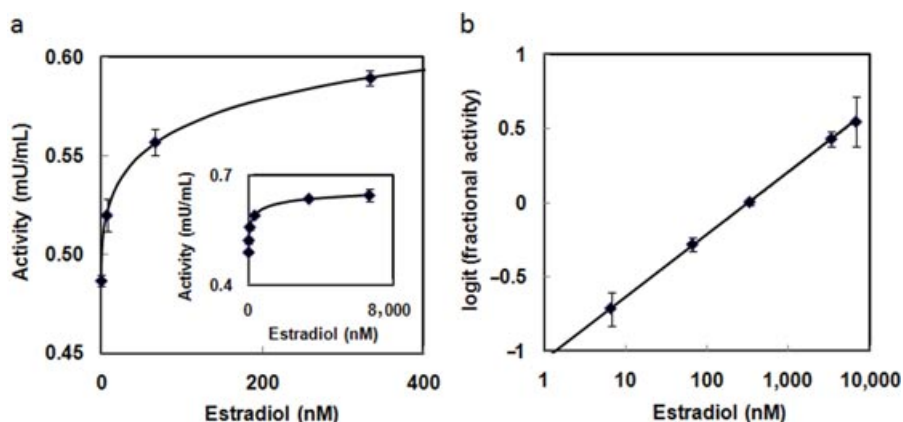 a
Activity (mU/mL)
0.60
0.55
0.50
0.45
0
200
400
Estradiol (nM)
Activity (mU/mL)
0.7
0.4
0
8,000
Estradiol (nM)
b
logit (fractional activity)
1
0.5
0
−0.5
−1
1
10
100
1,000
10,000
Estradiol (nM)